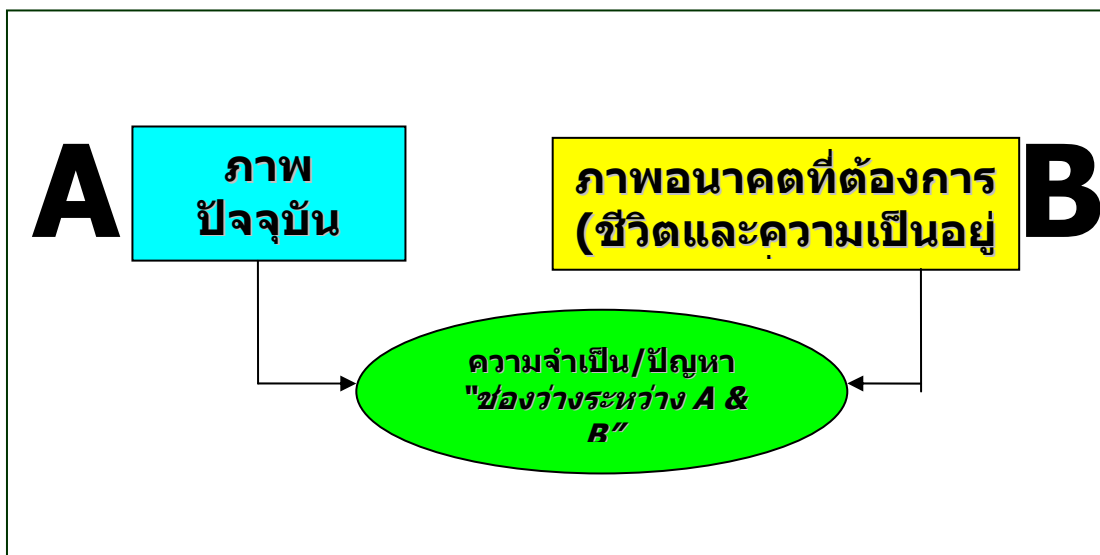 A
ภาพ
ปัจจุบัน
ภาพอนาคตที่ต้องการ
(ชีวิตและความเป็นอยู่
B
ความจำเป็น/ปัญหา
"ช่องว่างระหว่าง A &
B"